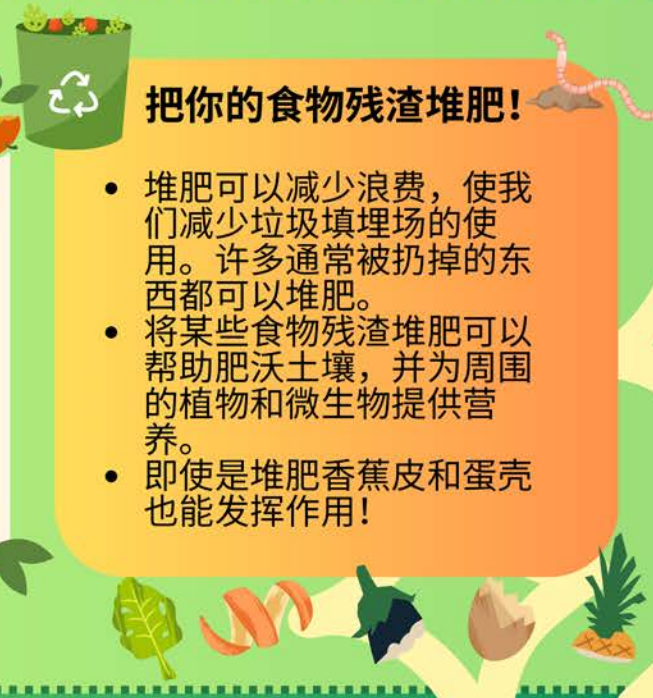 把你的食物残渣堆肥！
• 堆肥可以减少浪费，使我
们减少垃圾填埋场的使
用。许多通常被扔掉的东
西都可以堆肥。
• 将某些食物残渣堆肥可以
帮助肥沃土壤，并为周围
的植物和微生物提供营
养。
• 即使是堆肥香蕉皮和蛋壳
也能发挥作用！